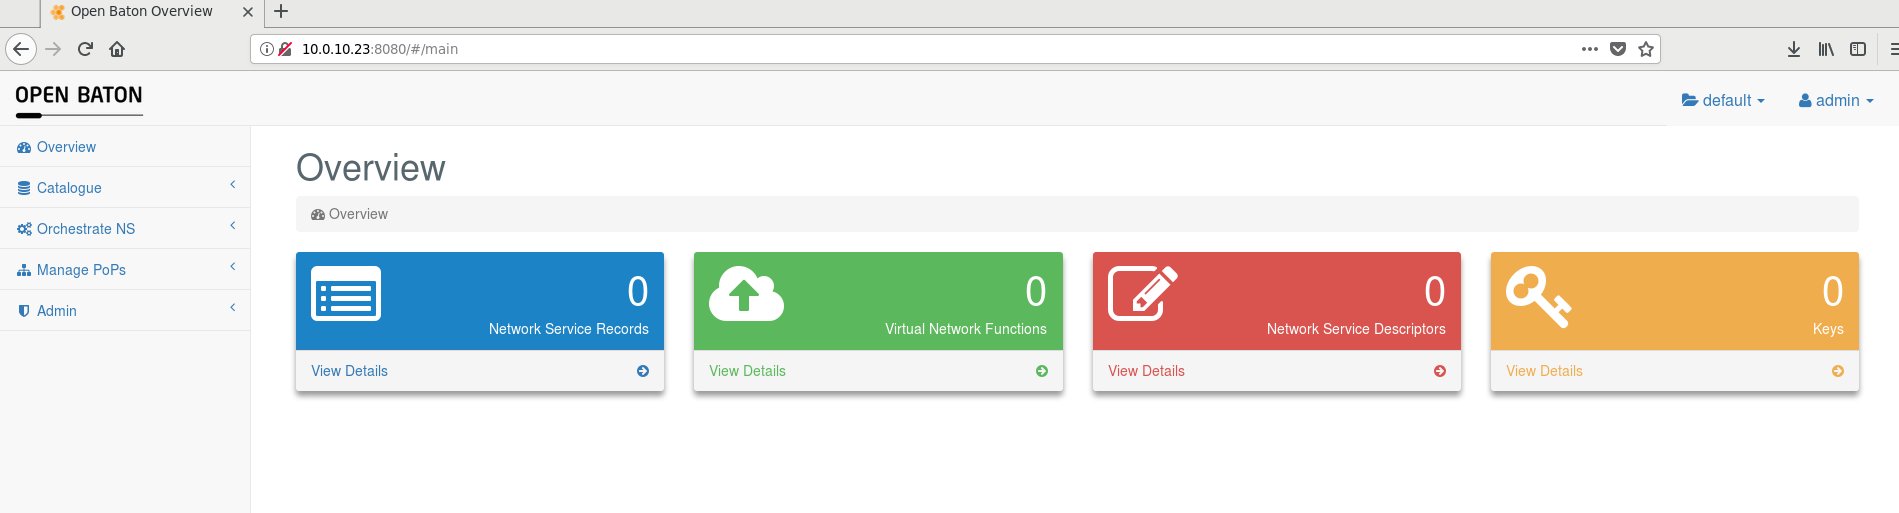 Open Baton Overview
10.0.10.23:8080/#/main
OPEN BATON
default
admin
Overview
Catalogue
Orchestrate NS
Manage PoPs
Admin
Overview
Overview
0
Network Service Records
View Details
0
Virtual Network Functions
View Details
0
Network Service Descriptors
View Details
0
Keys
View Details